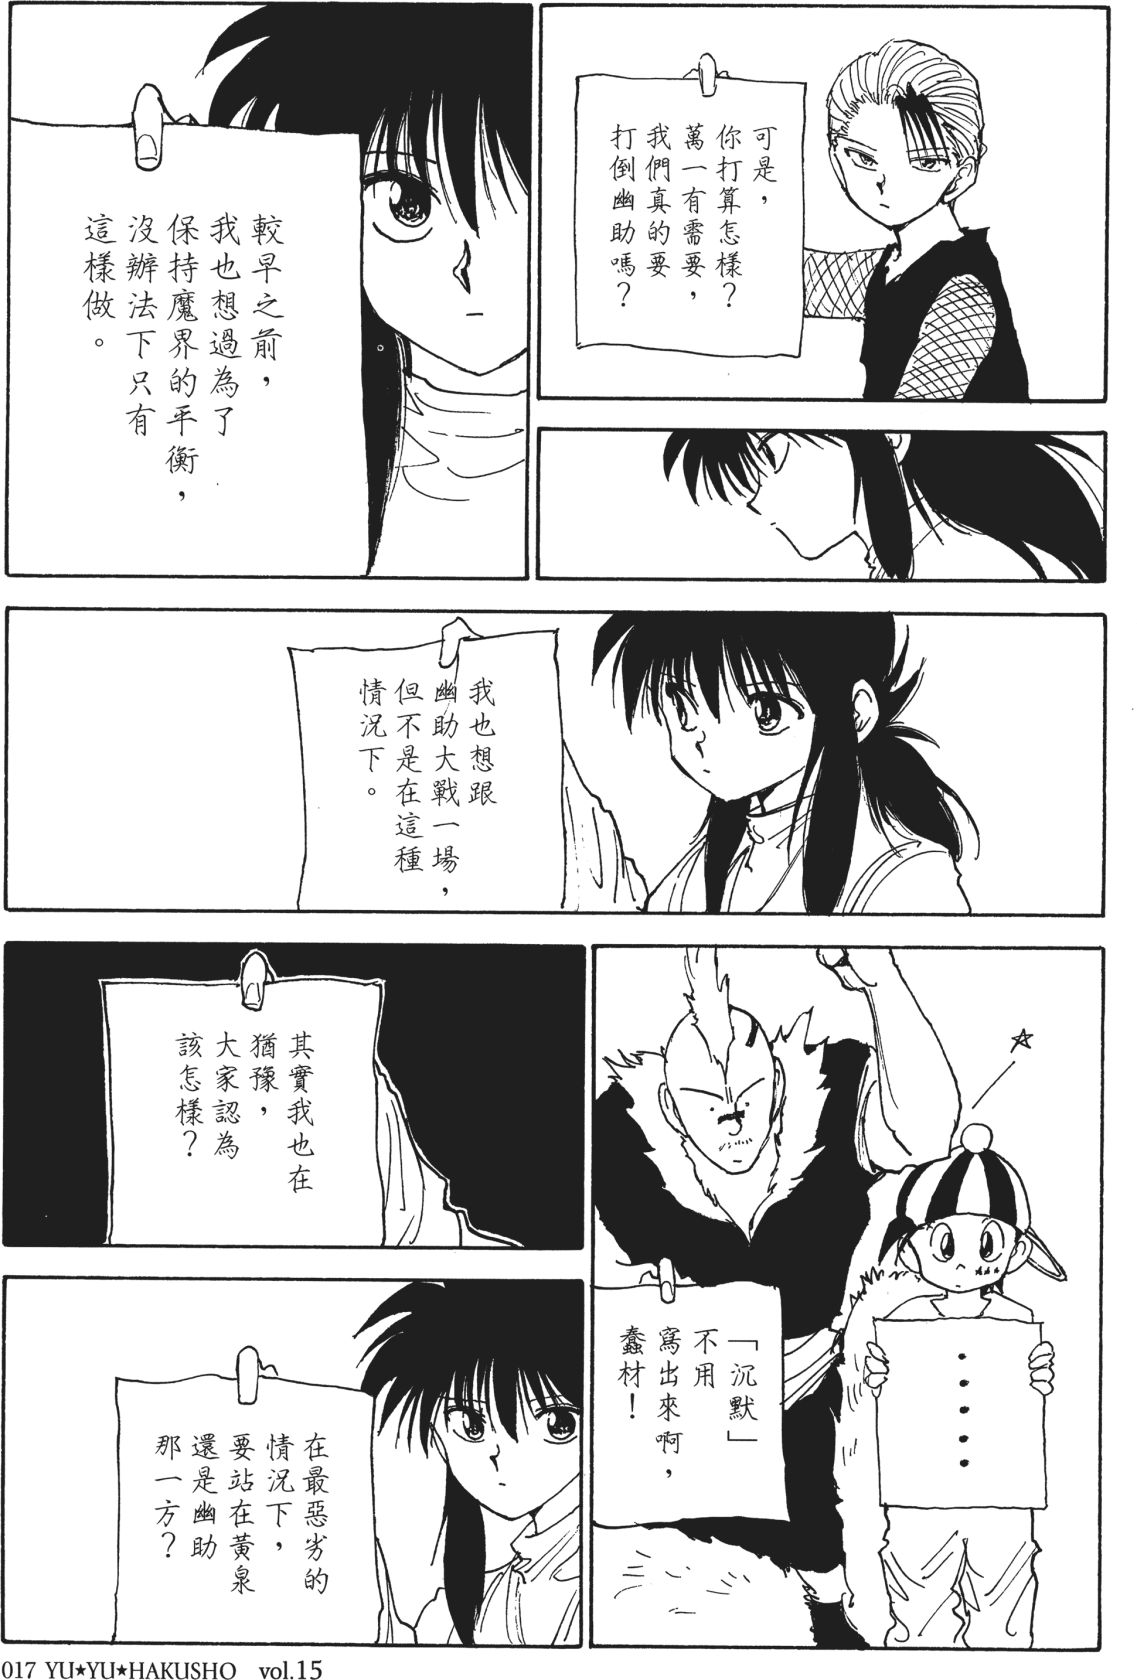 可是，
你打算怎樣？
萬一有需要，
我們真的要
打倒幽助嗎？
較早之前，
我也想過為了
保持魔界的平衡，
沒辦法下只有
這樣做。
我也想跟
幽助大戰一場，
但不是在這種
情況下。
「沉默」
不用
寫出來啊，
蠢材！
其實我也在
猶豫，
大家認為
該怎樣？
在最惡劣的
情況下，
要站在黃泉
還是幽助
那一方？
017 YU★YU★HAKUSHO vol.15